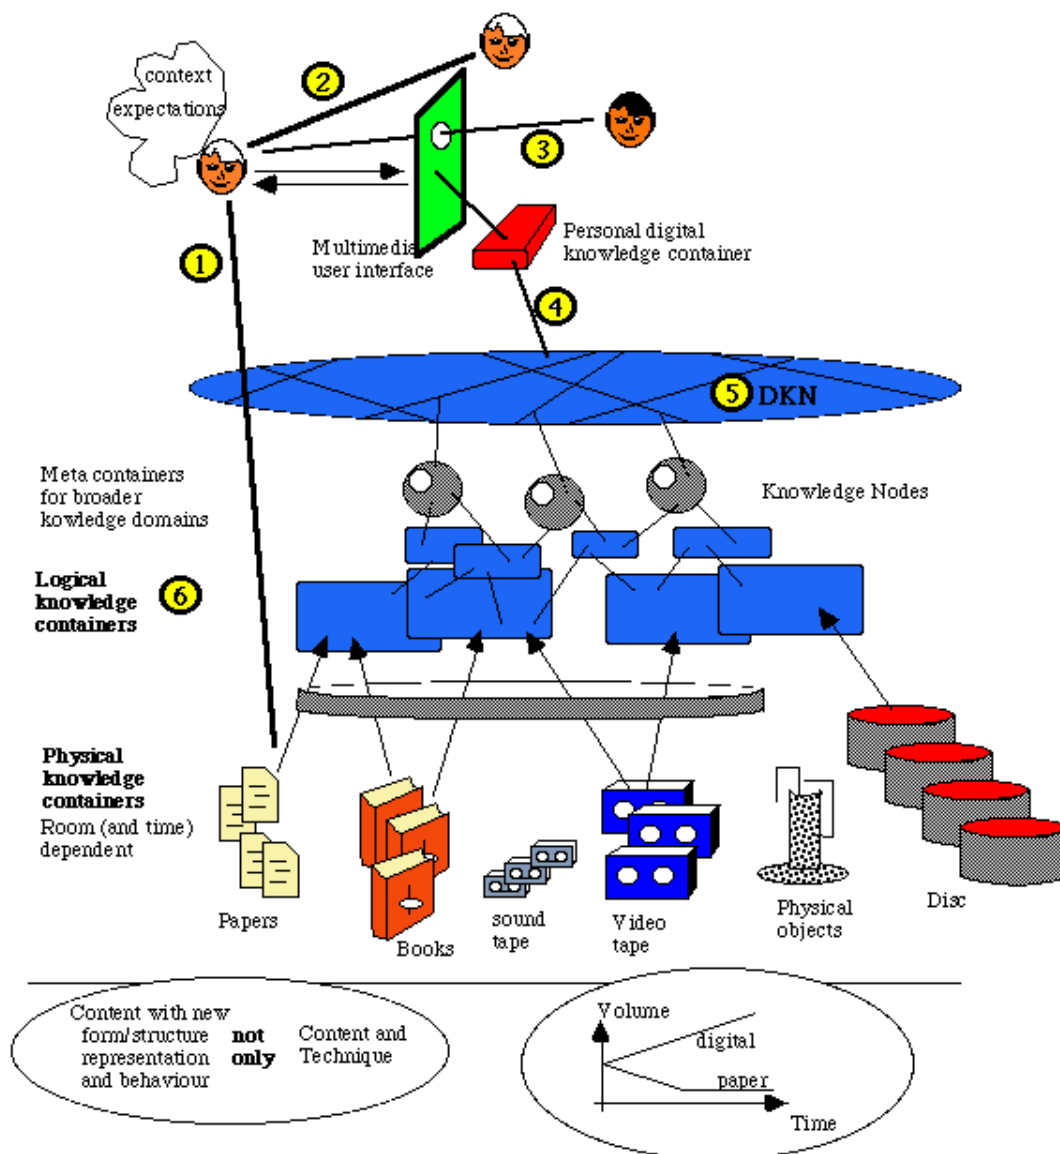 context
expectations
2
3
1
Multimedia
user interface
Personal digital
knowledge container
4
5 DKN
Meta containers
for broader
kowledge domains
Knowledge Nodes
Logical
knowledge
containers
6
Physical
knowledge
containers
Room (and time)
dependent
Papers
Books
sound
tape
Video
tape
Physical
objects
Disc
Content with new
form/structure
representation
and behaviour
not
only
Content and
Technique
Volume
digital
paper
Time